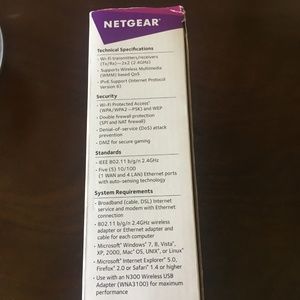 NETGEAR®
Technical Specifications
• Wi-Fi transmitters/receivers
(Tx/Rx)—2x2 (2.4GHz)
• Supports Wireless Multimedia
(WMM) based QoS
• IPv6 Support (Internet Protocol
Version 6)
Security
• Wi-Fi Protected Access®
(WPA/WPA2—PSK) and WEP
• Double firewall protection
(SPI and NAT firewall)
• Denial-of-service (DoS) attack
prevention
• DMZ for secure gaming
Standards
• IEEE 802.11 b/g/n 2.4GHz
• Five (5) 10/100
(1 WAN and 4 LAN) Ethernet ports
with auto-sensing technology
System Requirements
• Broadband (cable, DSL) Internet
service and modem with Ethernet
connection
• 802.11 b/g/n 2.4GHz wireless
adapter or Ethernet adapter and
cable for each computer
• Microsoft® Windows® 7, 8, Vista®,
XP, 2000, Mac® OS, UNIX®, or Linux®
• Microsoft® Internet Explorer® 5.0,
Firefox® 2.0 or Safari® 1.4 or higher
• Use with an N300 Wireless USB
Adapter (WNA3100) for maximum
performance